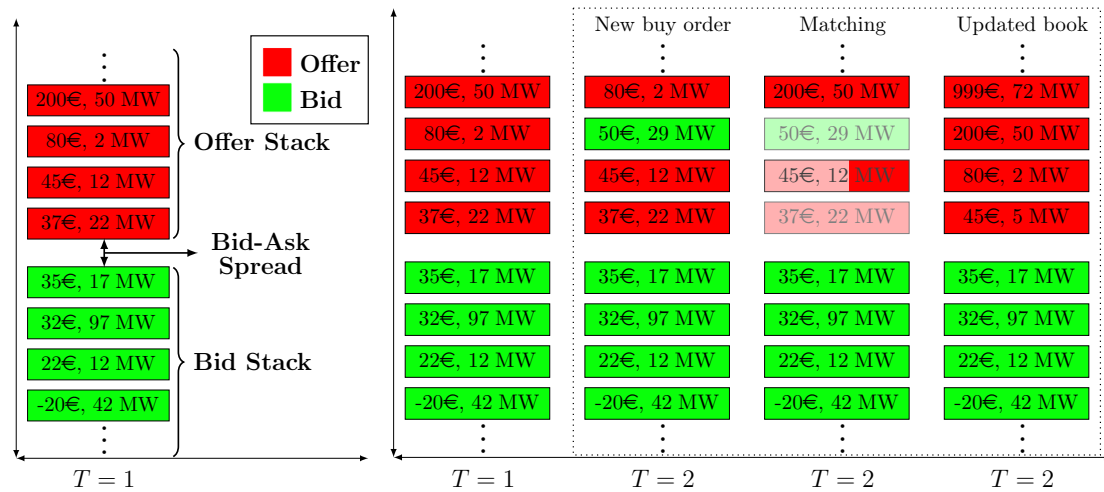 Offer
Bid
200€, 50 MW
80€, 2 MW
45€, 12 MW
37€, 22 MW
Offer Stack
Bid-Ask
Spread
35€, 17 MW
32€, 97 MW
22€, 12 MW
-20€, 42 MW
Bid Stack
T = 1
200€, 50 MW
80€, 2 MW
45€, 12 MW
37€, 22 MW
35€, 17 MW
32€, 97 MW
22€, 12 MW
-20€, 42 MW
T = 1
New buy order
80€, 2 MW
50€, 29 MW
45€, 12 MW
37€, 22 MW
35€, 17 MW
32€, 97 MW
22€, 12 MW
-20€, 42 MW
T = 2
Matching
200€, 50 MW
50€, 29 MW
45€, 12 MW
37€, 22 MW
35€, 17 MW
32€, 97 MW
22€, 12 MW
-20€, 42 MW
T = 2
Updated book
999€, 72 MW
200€, 50 MW
80€, 2 MW
45€, 5 MW
35€, 17 MW
32€, 97 MW
22€, 12 MW
-20€, 42 MW
T = 2